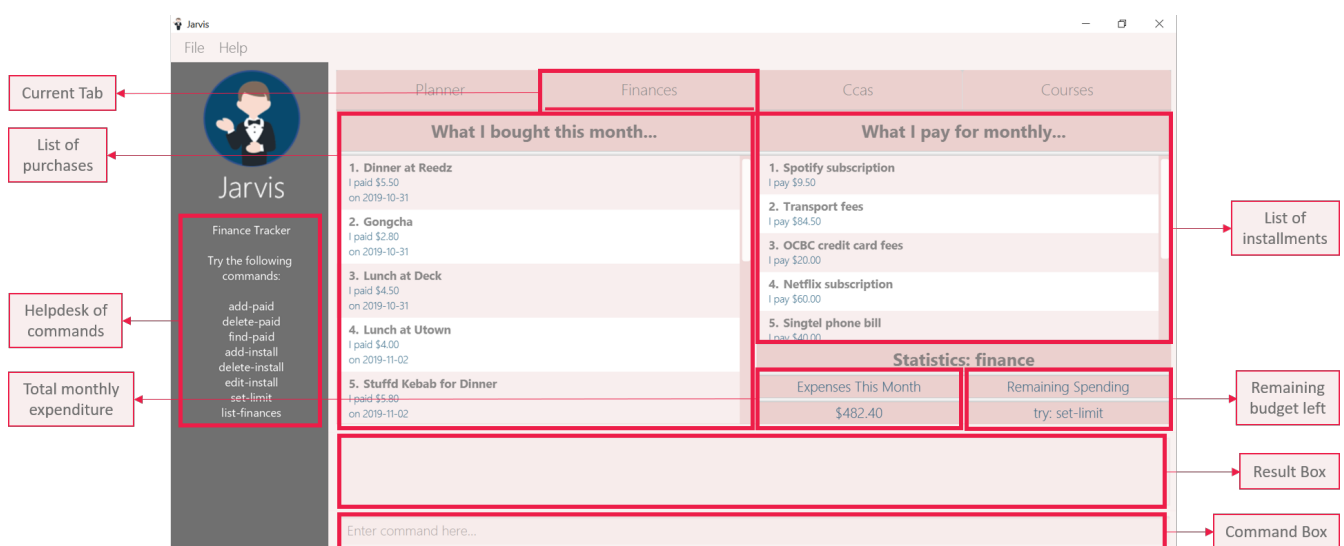 Jarvis
File Help
Current Tab
List of
purchases
Helpdesk of
commands
Total monthly
expenditure
Jarvis
Finance Tracker
Try the following
commands:
add-paid
delete-paid
find-paid
add-install
delete-install
edit-install
set-limit
list-finances
Planner Finances Ccas Courses
What I bought this month...
1. Dinner at Reedz
I paid $5.50
on 2019-10-31
2. Gongcha
I paid $2.80
on 2019-10-31
3. Lunch at Deck
I paid $4.50
on 2019-10-31
4. Lunch at Utown
I paid $4.00
on 2019-11-02
5. Stuffd Kebab for Dinner
I paid $5.80
on 2019-11-02
What I pay for monthly...
1. Spotify subscription
I pay $9.50
2. Transport fees
I pay $84.50
3. OCBC credit card fees
I pay $20.00
4. Netflix subscription
I pay $60.00
5. Singtel phone bill
I pay $40.00
Statistics: finance
Expenses This Month Remaining Spending
$482.40 try: set-limit
Enter command here...
List of
installments
Remaining
budget left
Result Box
Command Box